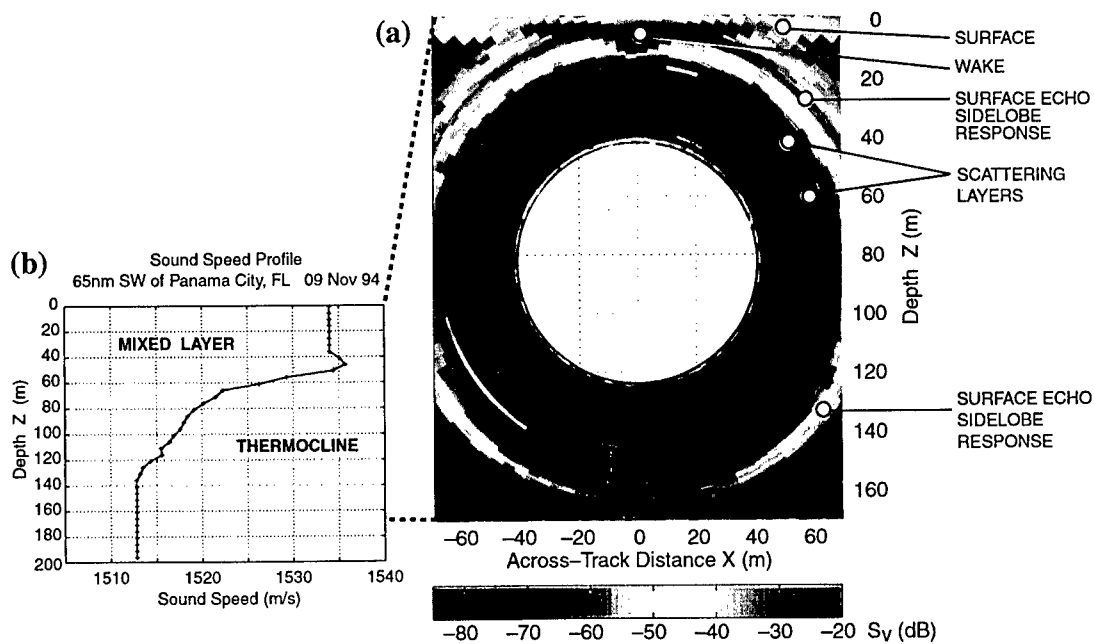 (a)
0
20
40
60
80
100
120
140
160
Depth Z (m)
SURFACE
WAKE
SURFACE ECHO
SIDELOBE
RESPONSE
SCATTERING
LAYERS
SURFACE ECHO
SIDELOBE
RESPONSE
−60 −40 −20 0 20 40 60
Across−Track Distance X (m)
−80 −70 −60 −50 −40 −30 −20 Sv (dB)
(b)
Sound Speed Profile
65nm SW of Panama City, FL 09 Nov 94
0
20
40
60
80
100
120
140
160
180
200
Depth Z (m)
MIXED LAYER
THERMOCLINE
1510 1520 1530 1540
Sound Speed (m/s)